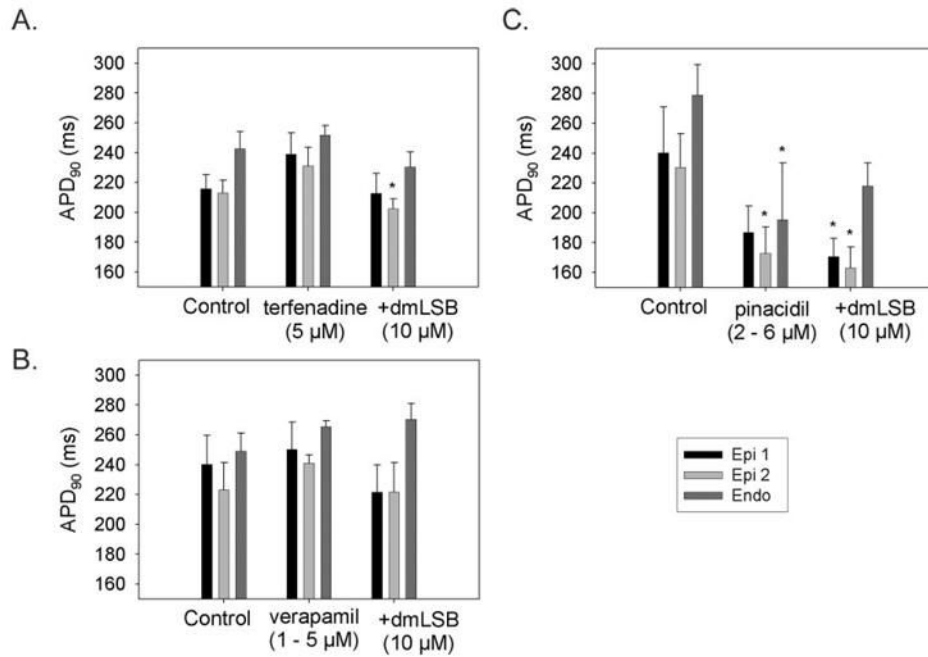 A.
300
280
260
240
220
200
180
160
APD90 (ms)
Control
terfenadine
(5 µM)
+dmLSB
(10 µM)
*
B.
300
280
260
240
220
200
180
160
APD90 (ms)
Control
verapamil
(1 - 5 µM)
+dmLSB
(10 µM)
C.
300
280
260
240
220
200
180
160
APD90 (ms)
* * * *
Control
pinacidil
(2 - 6 µM)
+dmLSB
(10 µM)
Epi 1
Epi 2
Endo